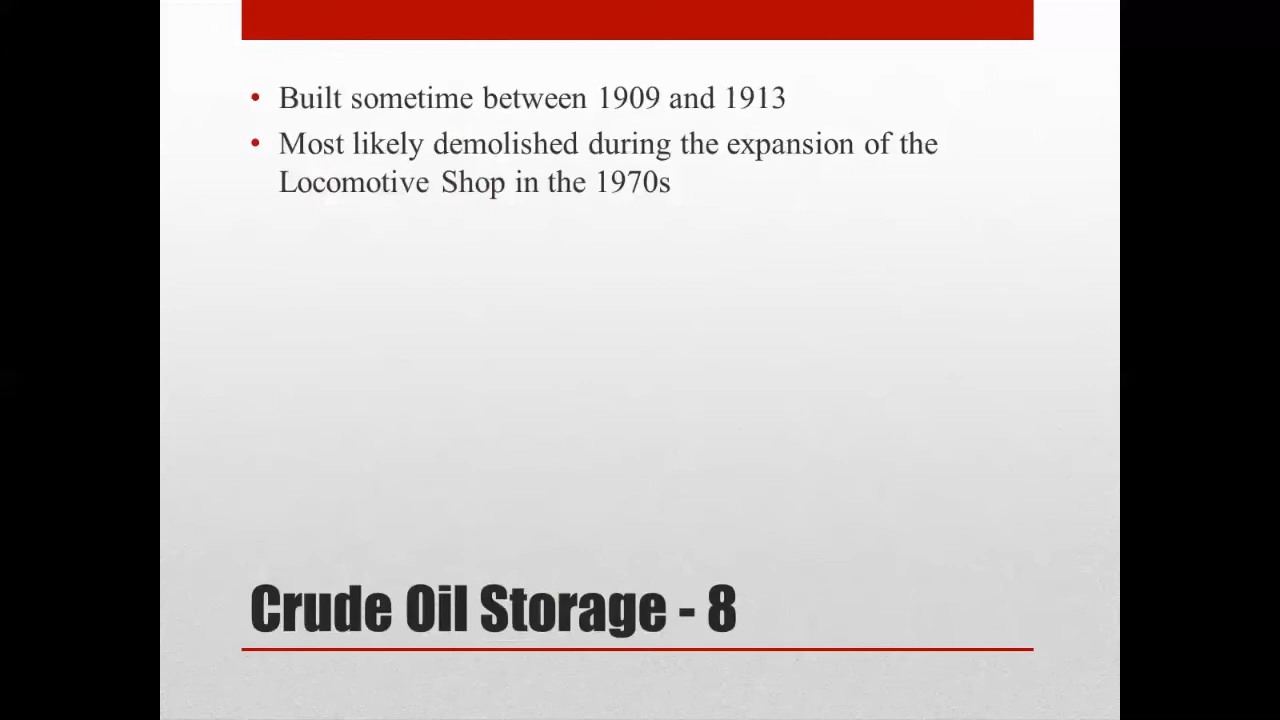 • Built sometime between 1909 and 1913
• Most likely demolished during the expansion of the
Locomotive Shop in the 1970s
Crude Oil Storage - 8